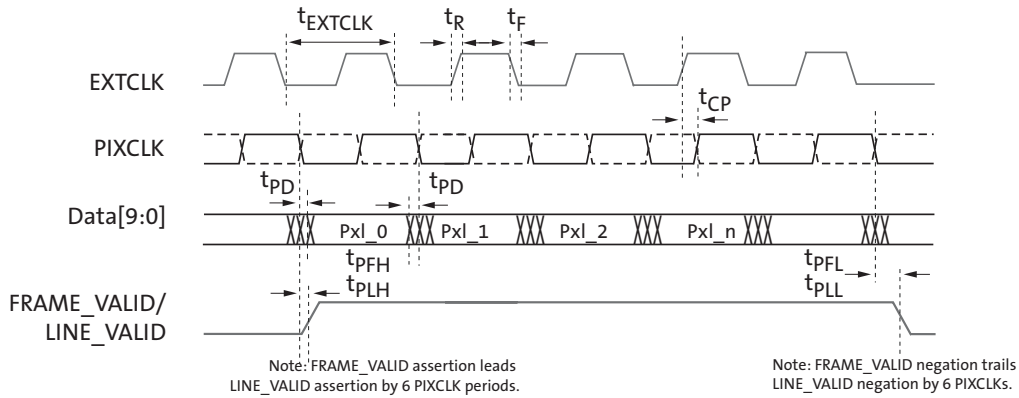 tEXTCLK tR tF
EXTCLK
tCP
PIXCLK
tPD tPD
Data[9:0]
Pxl_0 Pxl_1 Pxl_2 Pxl_n
tPFH tPFL
tPLH tPLL
FRAME_VALID/
LINE_VALID
Note: FRAME_VALID assertion leads
LINE_VALID assertion by 6 PIXCLK periods.
Note: FRAME_VALID negation trails
LINE_VALID negation by 6 PIXCLKs.